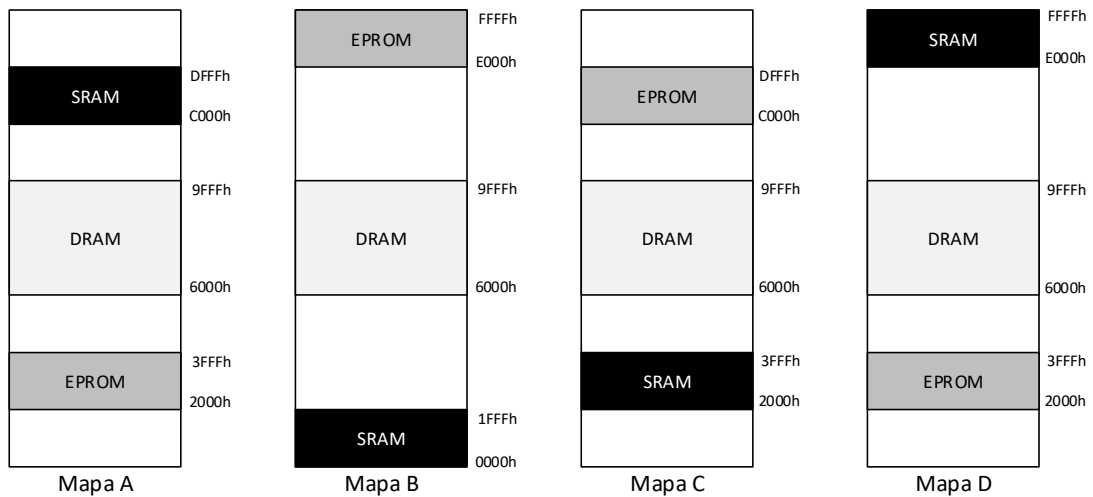 DFFFh
SRAM
C000h
9FFFh
DRAM
6000h
3FFFh
EPROM
2000h
Mapa A
FFFFh
EPROM
E000h
9FFFh
DRAM
6000h
1FFFh
SRAM
0000h
Mapa B
DFFFh
EPROM
C000h
9FFFh
DRAM
6000h
3FFFh
SRAM
2000h
Mapa C
FFFFh
SRAM
E000h
9FFFh
DRAM
6000h
3FFFh
EPROM
2000h
Mapa D